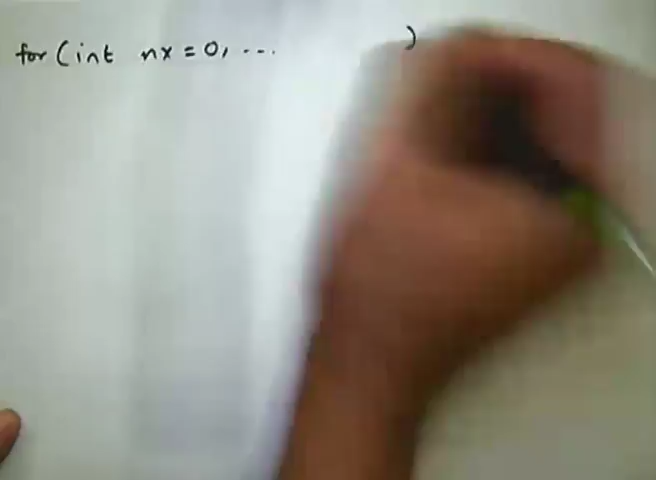 for (int nx = 0, ... )